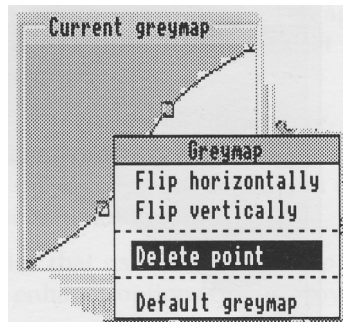 Current greymap
Greymap
Flip horizontally
Flip vertically
Delete point
Default greymap